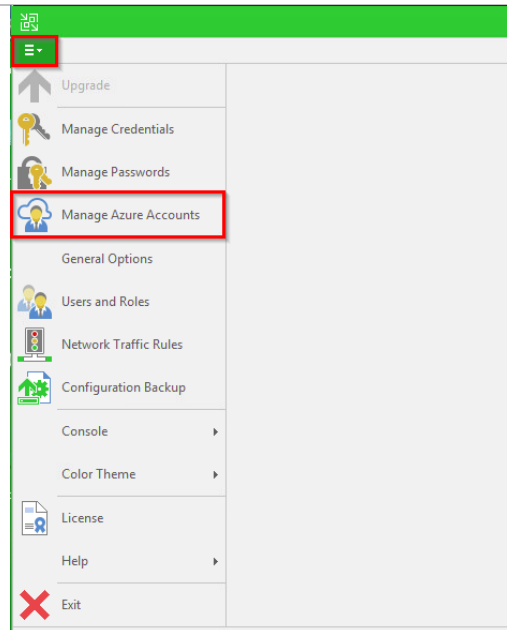 Upgrade
Manage Credentials
Manage Passwords
Manage Azure Accounts
General Options
Users and Roles
Network Traffic Rules
Configuration Backup
Console
Color Theme
License
Help
Exit